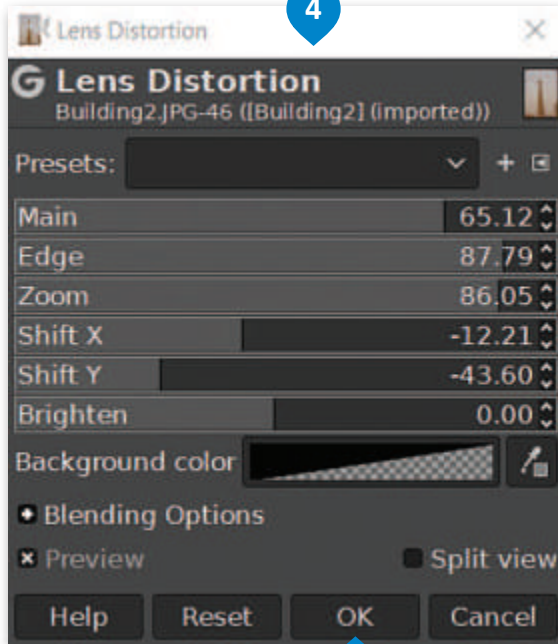 4
Lens Distortion
G Lens Distortion
Building2.JPG-46 ([Building2] (imported))
Presets:
Main 65.12
Edge 87.79
Zoom 86.05
Shift X -12.21
Shift Y -43.60
Brighten 0.00
Background color
Blending Options
Preview Split view
Help Reset OK Cancel